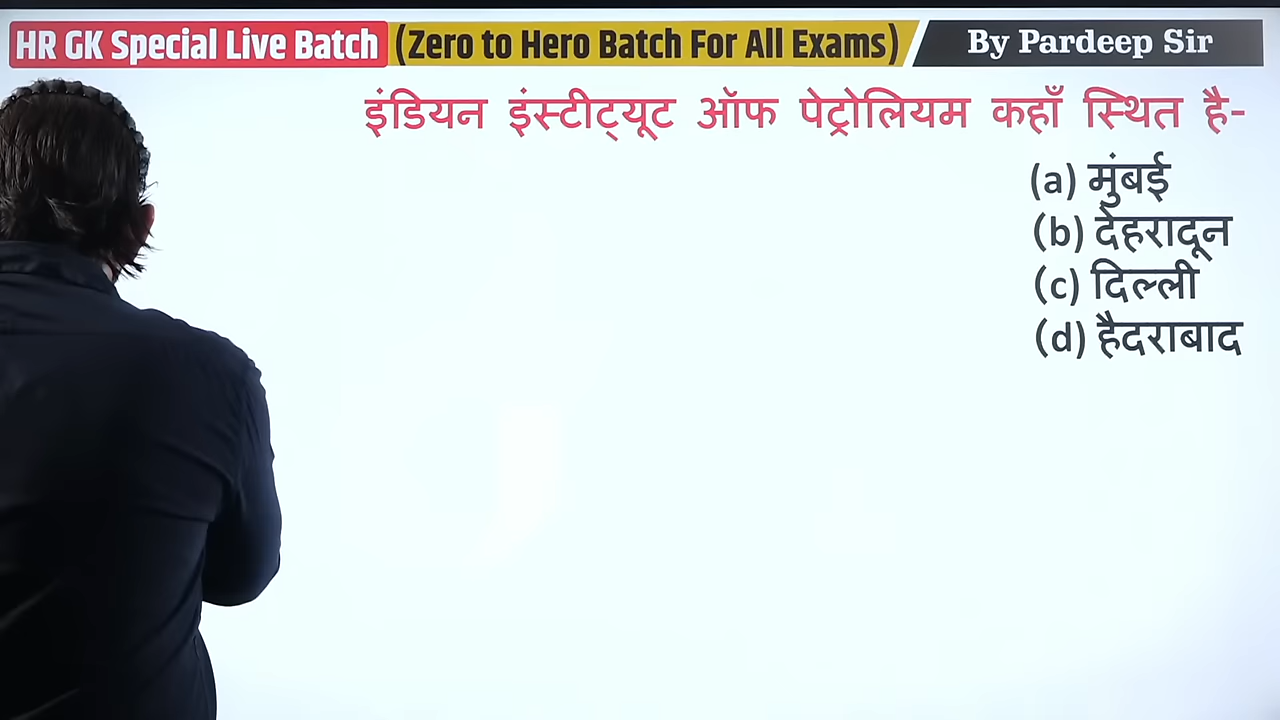 HR GK Special Live Batch (Zero to Hero Batch For All Exams) By Pardeep Sir
इंडियन इंस्टीट्यूट ऑफ पेट्रोलियम कहाँ स्थित है-
(a) मुंबई
(b) देहरादून
(c) दिल्ली
(d) हैदराबाद